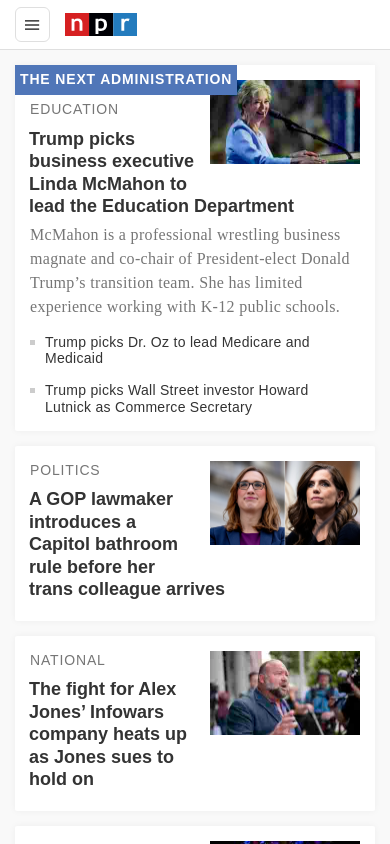 npr
THE NEXT ADMINISTRATION
EDUCATION
Trump picks
business executive
Linda McMahon to
lead the Education Department
McMahon is a professional wrestling business
magnate and co-chair of President-elect Donald
Trump’s transition team. She has limited
experience working with K-12 public schools.
Trump picks Dr. Oz to lead Medicare and
Medicaid
Trump picks Wall Street investor Howard
Lutnick as Commerce Secretary
POLITICS
A GOP lawmaker
introduces a
Capitol bathroom
rule before her
trans colleague arrives
NATIONAL
The fight for Alex
Jones’ Infowars
company heats up
as Jones sues to
hold on